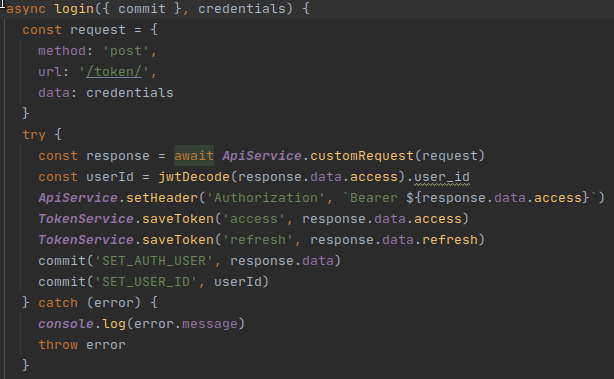 async login({ commit }, credentials) {
  const request = {
    method: 'post',
    url: '/token/',
    data: credentials
  }
  try {
    const response = await ApiService.customRequest(request)
    const userId = jwtDecode(response.data.access).user_id
    ApiService.setHeader('Authorization', `Bearer ${response.data.access}`)
    TokenService.saveToken('access', response.data.access)
    TokenService.saveToken('refresh', response.data.refresh)
    commit('SET_AUTH_USER', response.data)
    commit('SET_USER_ID', userId)
  } catch (error) {
    console.log(error.message)
    throw error
  }